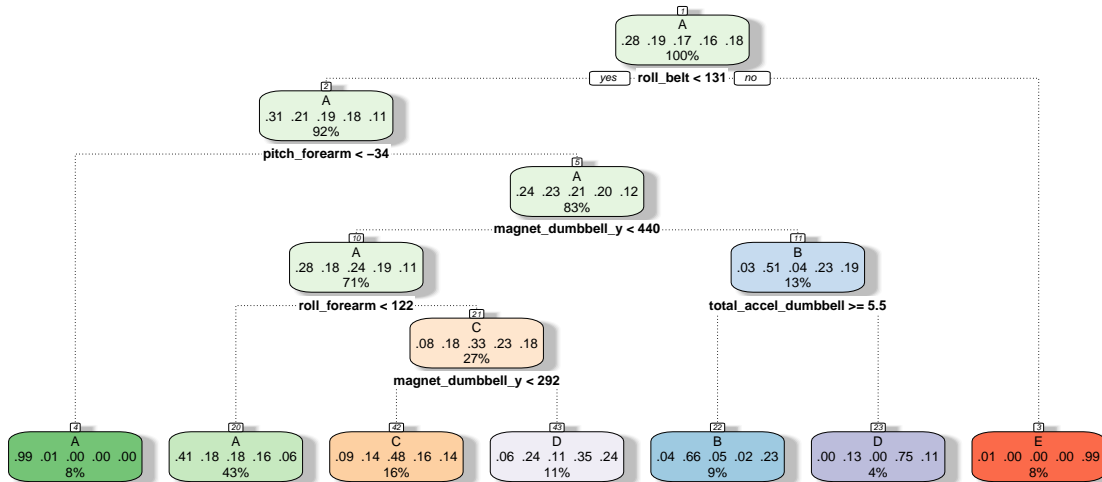 1
A
.28 .19 .17 .16 .18
100%
yes roll_belt < 131 no
2
A
.31 .21 .19 .18 .11
92%
pitch_forearm < −34
5
A
.24 .23 .21 .20 .12
83%
magnet_dumbbell_y < 440
10
A
.28 .18 .24 .19 .11
71%
roll_forearm < 122
11
B
.03 .51 .04 .23 .19
13%
total_accel_dumbbell >= 5.5
21
C
.08 .18 .33 .23 .18
27%
magnet_dumbbell_y < 292
4
A
.99 .01 .00 .00 .00
8%
20
A
.41 .18 .18 .16 .06
43%
42
C
.09 .14 .48 .16 .14
16%
43
D
.06 .24 .11 .35 .24
11%
22
B
.04 .66 .05 .02 .23
9%
23
D
.00 .13 .00 .75 .11
4%
3
E
.01 .00 .00 .00 .99
8%